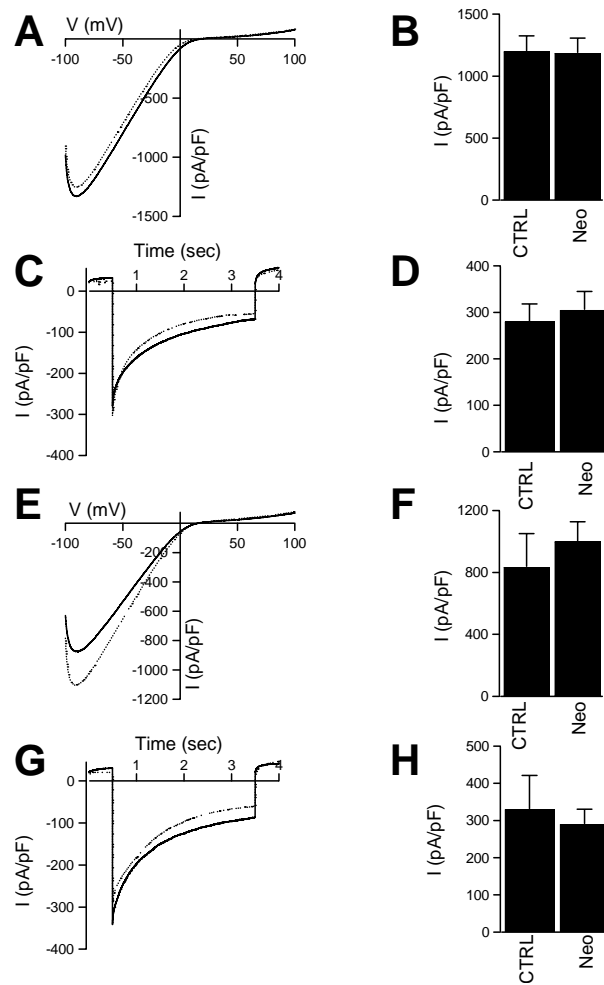 A
V (mV)
-100
-50
0
50
100
-500
-1000
-1500
I (pA/pF)
B
I (pA/pF)
1500
1000
500
0
CTRL
Neo
C
Time (sec)
1
2
3
4
0
-100
-200
-300
-400
I (pA/pF)
D
I (pA/pF)
400
300
200
100
0
CTRL
Neo
E
V (mV)
-100
-50
0
50
100
-200
-400
-600
-800
-1000
-1200
I (pA/pF)
F
I (pA/pF)
1200
800
400
0
CTRL
Neo
G
Time (sec)
1
2
3
4
0
-100
-200
-300
-400
I (pA/pF)
H
I (pA/pF)
500
400
300
200
100
0
CTRL
Neo